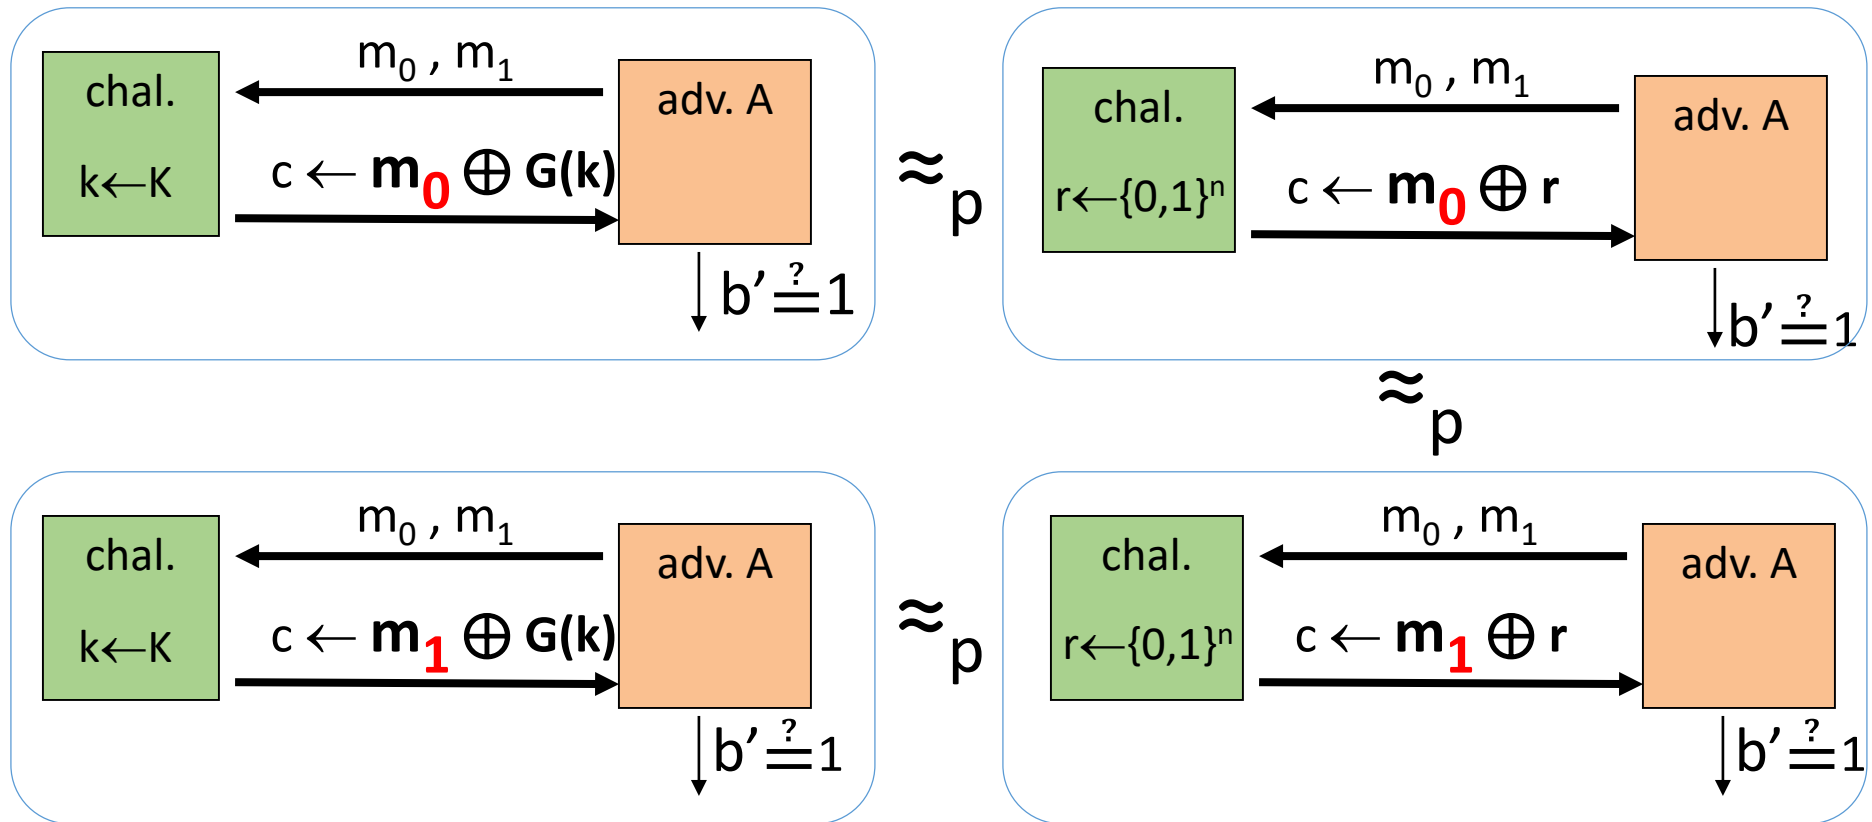 m₀ , m₁
chal.
adv. A
k←K
c ← m₀ ⊕ G(k)
b′ ≟ 1
≈p
m₀ , m₁
chal.
adv. A
r←{0,1}ⁿ
c ← m₀ ⊕ r
b′ ≟ 1
≈p
m₀ , m₁
chal.
adv. A
k←K
c ← m₁ ⊕ G(k)
b′ ≟ 1
≈p
m₀ , m₁
chal.
adv. A
r←{0,1}ⁿ
c ← m₁ ⊕ r
b′ ≟ 1